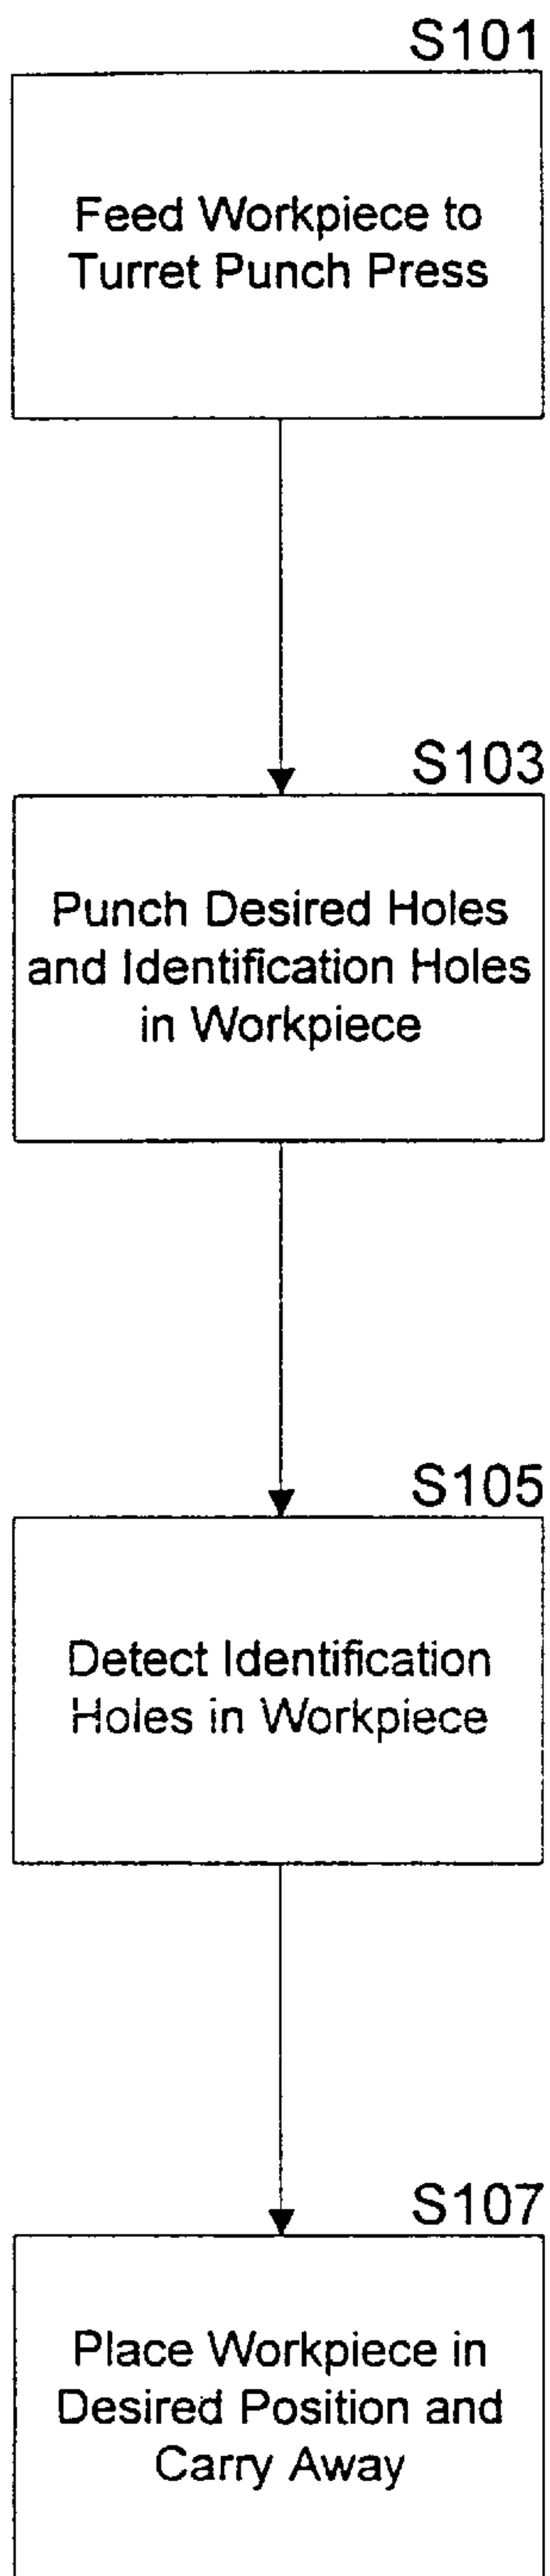 S101
Feed Workpiece to
Turret Punch Press
S103
Punch Desired Holes
and Identification Holes
in Workpiece
S105
Detect Identification
Holes in Workpiece
S107
Place Workpiece in
Desired Position and
Carry Away